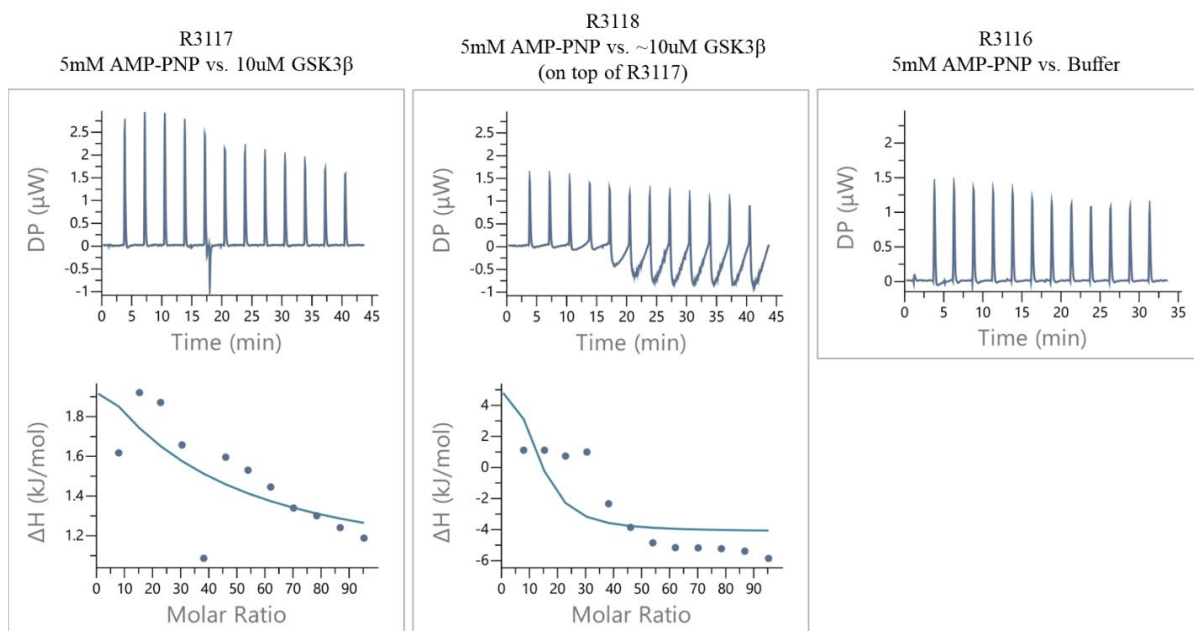 R3117
5mM AMP-PNP vs. 10uM GSK3β
R3118
5mM AMP-PNP vs. ~10uM GSK3β
(on top of R3117)
R3116
5mM AMP-PNP vs. Buffer
DP (µW)
2.5
2
1.5
1
0.5
0
-0.5
-1
0 5 10 15 20 25 30 35 40 45
Time (min)
DP (µW)
2.5
2
1.5
1
0.5
0
-0.5
-1
0 5 10 15 20 25 30 35 40 45
Time (min)
DP (µW)
2
1.5
1
0.5
0
0 5 10 15 20 25 30 35
Time (min)
ΔH (kJ/mol)
1.8
1.6
1.4
1.2
0 10 20 30 40 50 60 70 80 90
Molar Ratio
ΔH (kJ/mol)
4
2
0
-2
-4
-6
0 10 20 30 40 50 60 70 80 90
Molar Ratio